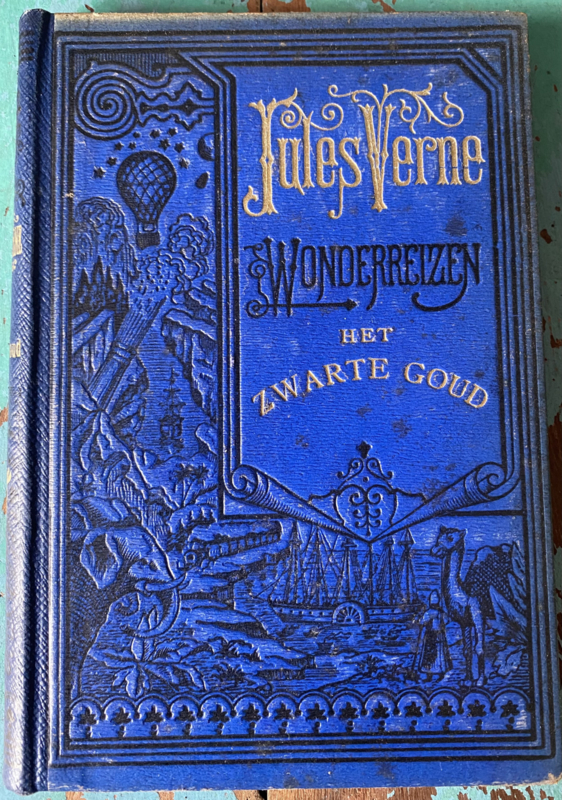 Jules Verne
Wonderreizen
HET
ZWARTE GOUD